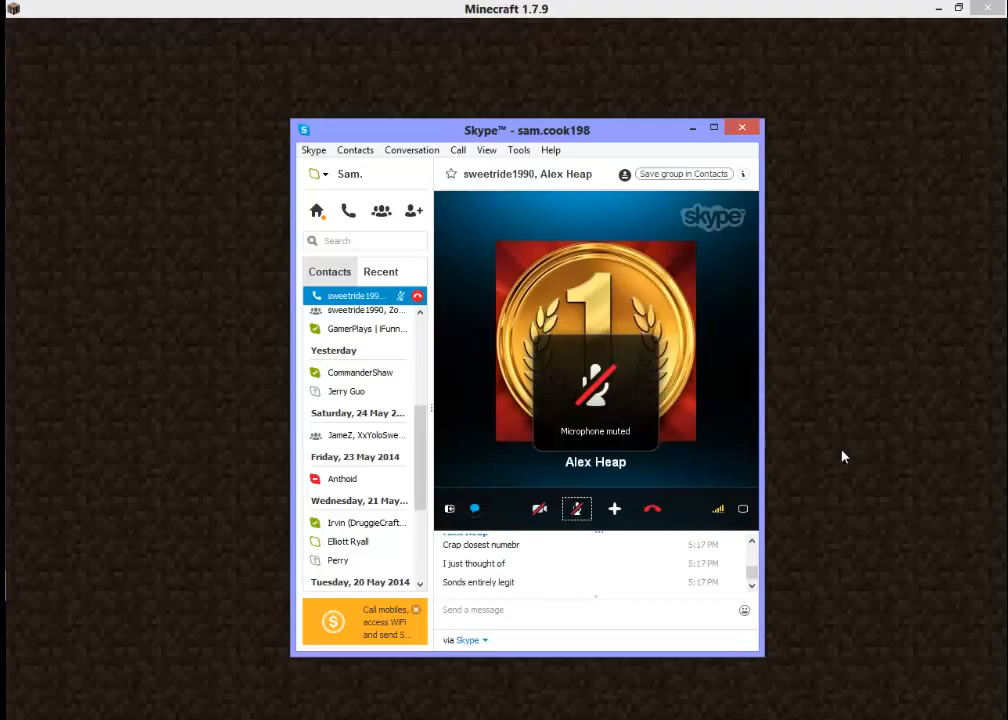 Minecraft 1.7.9
Skype™ - sam.cook198
Skype Contacts Conversation Call View Tools Help
Sam.
sweetride1990, Alex Heap
Save group in Contacts
skype
Search
Contacts Recent
sweetride199...
sweetride1990, Zo...
GamerPlays | iFunn...
Yesterday
CommanderShaw
Jerry Guo
Saturday, 24 May 2...
JameZ, XxYoloSwe...
Friday, 23 May 2014
Anthoid
Wednesday, 21 May...
Irvin (DruggieCraft...
Elliott Ryall
Perry
Tuesday, 20 May 2014
Call mobiles,
access WiFi
and send S...
1
Microphone muted
Alex Heap
Crap closest numebr 5:17 PM
I just thought of 5:17 PM
Sonds entirely legit 5:17 PM
Send a message
via Skype